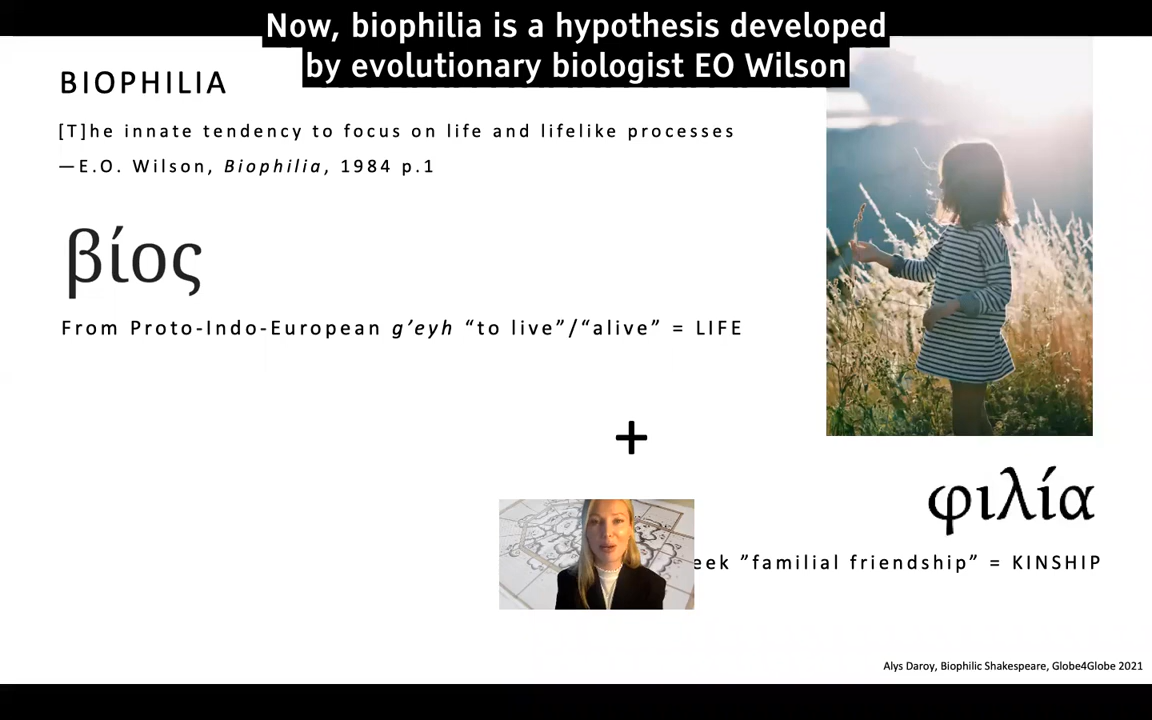 Now, biophilia is a hypothesis developed
by evolutionary biologist EO Wilson
BIOPHILIA
[T]he innate tendency to focus on life and lifelike processes
—E.O. Wilson, Biophilia, 1984 p.1
βίος
From Proto-Indo-European g’eyh “to live”/“alive” = LIFE
+
φιλία
”familial friendship” = KINSHIP
Alys Daroy, Biophilic Shakespeare, Globe4Globe 2021